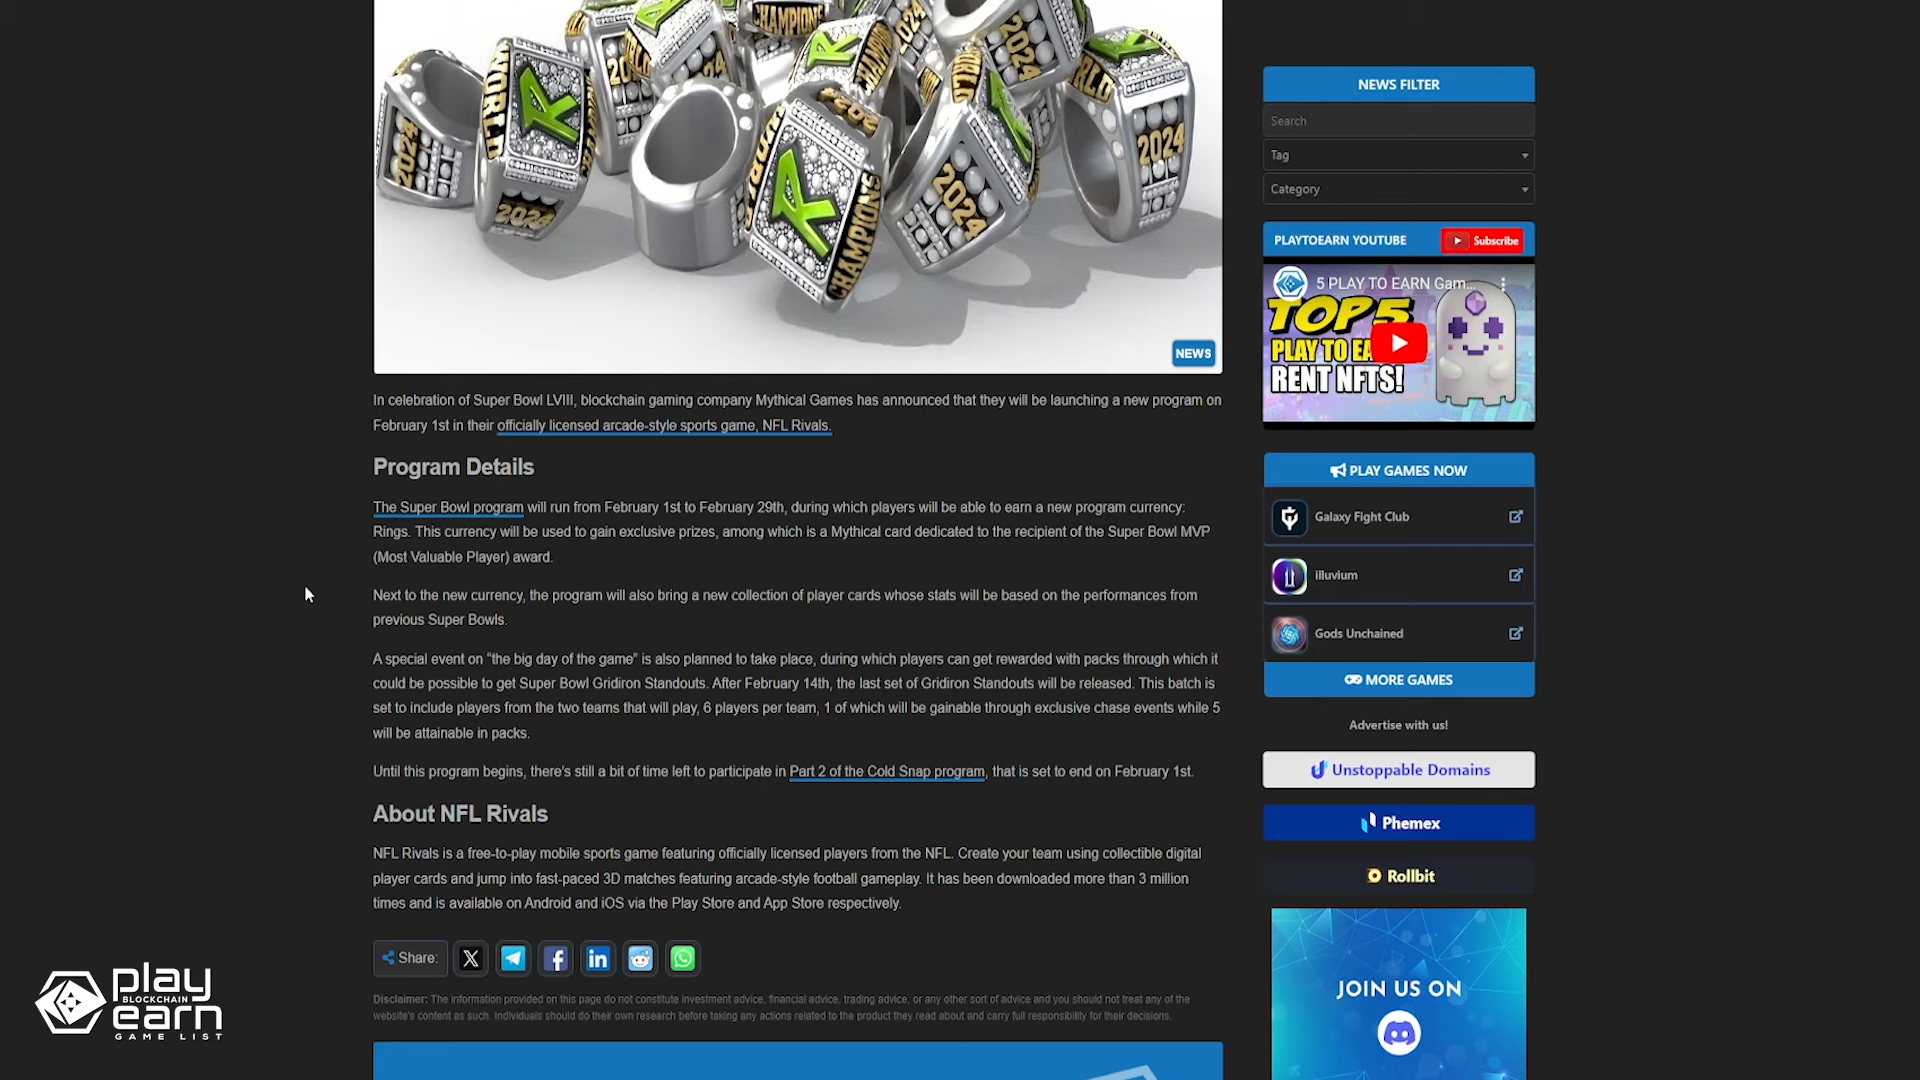 CHAMPIONS
WORLD
2024
2024
CHAMPIONS
2024
2024
2024
2024
CHAMPIONS
2024
NEWS
In celebration of Super Bowl LVIII, blockchain gaming company Mythical Games has announced that they will be launching a new program on
February 1st in their officially licensed arcade-style sports game, NFL Rivals.
Program Details
The Super Bowl program will run from February 1st to February 29th, during which players will be able to earn a new program currency:
Rings. This currency will be used to gain exclusive prizes, among which is a Mythical card dedicated to the recipient of the Super Bowl MVP
(Most Valuable Player) award.
Next to the new currency, the program will also bring a new collection of player cards whose stats will be based on the performances from
previous Super Bowls.
A special event on “the big day of the game” is also planned to take place, during which players can get rewarded with packs through which it
could be possible to get Super Bowl Gridiron Standouts. After February 14th, the last set of Gridiron Standouts will be released. This batch is
set to include players from the two teams that will play, 6 players per team, 1 of which will be gainable through exclusive chase events while 5
will be attainable in packs.
Until this program begins, there's still a bit of time left to participate in Part 2 of the Cold Snap program, that is set to end on February 1st.
About NFL Rivals
NFL Rivals is a free-to-play mobile sports game featuring officially licensed players from the NFL. Create your team using collectible digital
player cards and jump into fast-paced 3D matches featuring arcade-style football gameplay. It has been downloaded more than 3 million
times and is available on Android and iOS via the Play Store and App Store respectively.
Share:
Disclaimer: The information provided on this page do not constitute investment advice, financial advice, trading advice, or any other sort of advice and you should not treat any of the
website's content as such. Individuals should do their own research before taking any actions related to the product they read about and carry full responsibility for their decisions.
NEWS FILTER
Search
Tag
Category
PLAYTOEARN YOUTUBE
Subscribe
5 PLAY TO EARN Gam...
TOP 5
PLAY TO EA
RENT NFTS!
PLAY GAMES NOW
Galaxy Fight Club
illuvium
Gods Unchained
MORE GAMES
Advertise with us!
Unstoppable Domains
Phemex
Rollbit
JOIN US ON
play
BLOCKCHAIN
earn
GAME LIST